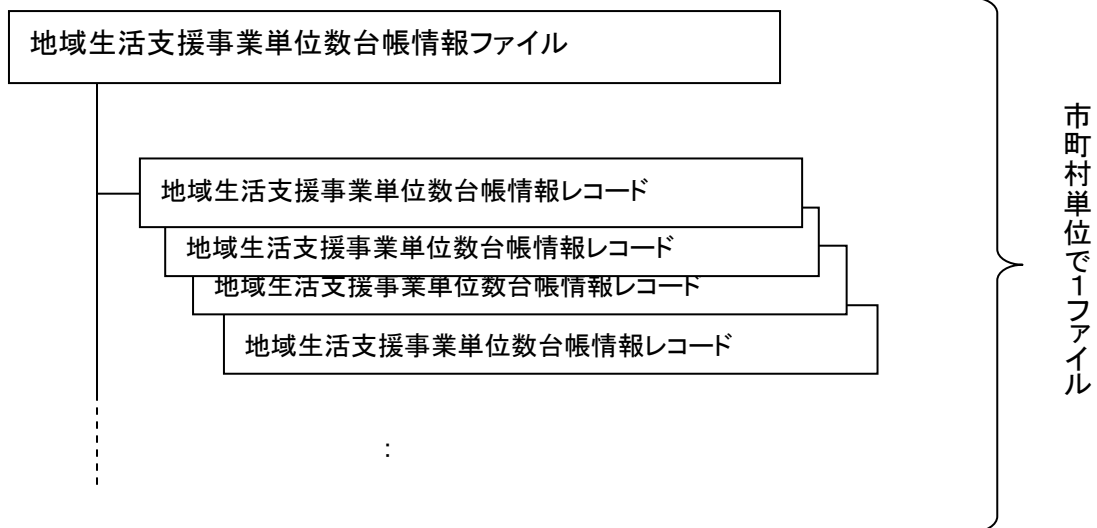 地域生活支援事業単位数台帳情報ファイル
地域生活支援事業単位数台帳情報レコード
地域生活支援事業単位数台帳情報レコード
地域生活支援事業単位数台帳情報レコード
地域生活支援事業単位数台帳情報レコード
:
市町村単位で1ファイル